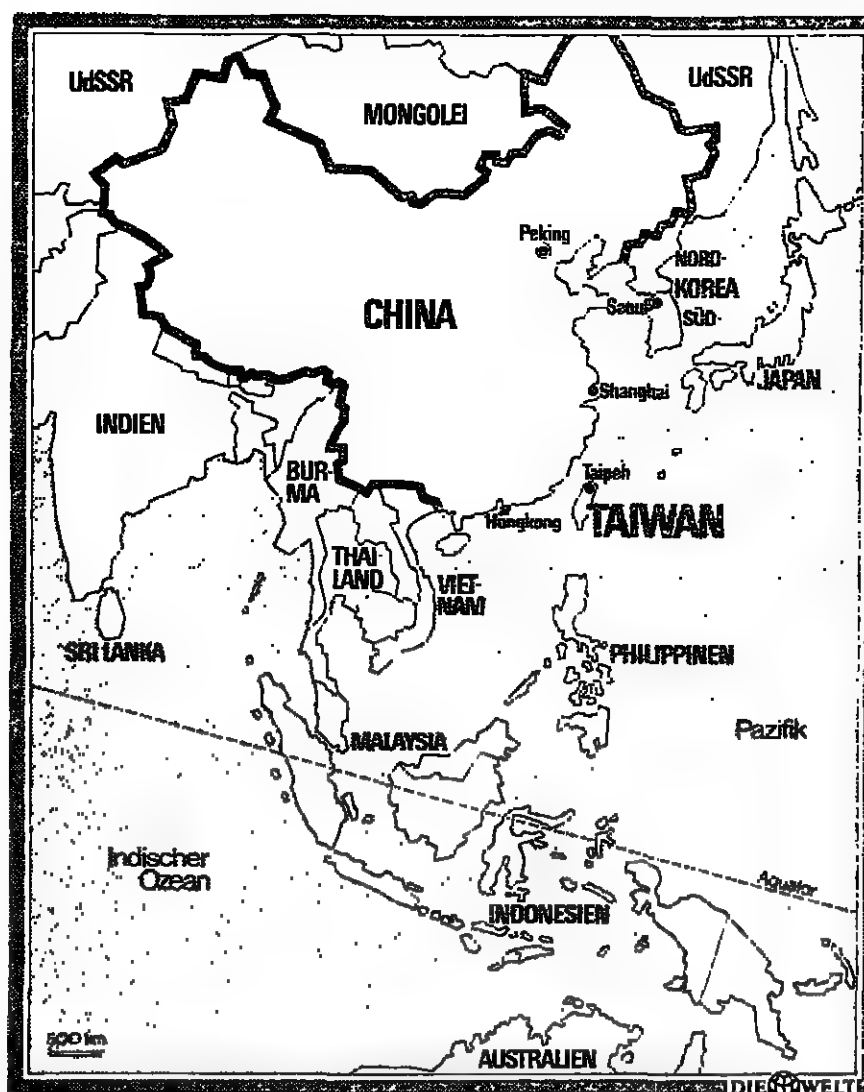 UdSSR
UdSSR
MONGOLEI
Peking
NORD-
KOREA
Seoul
SÜD-
CHINA
JAPAN
Shanghai
INDIEN
BUR-
MA
Taipeh
TAIWAN
Hongkong
THAI
LAND
VIET-
NAM
SRI LANKA
PHILIPPINEN
Pazifik
MALAYSIA
Indischer
Ozean
Äquator
INDONESIEN
500 km
AUSTRALIEN
DIE WELT